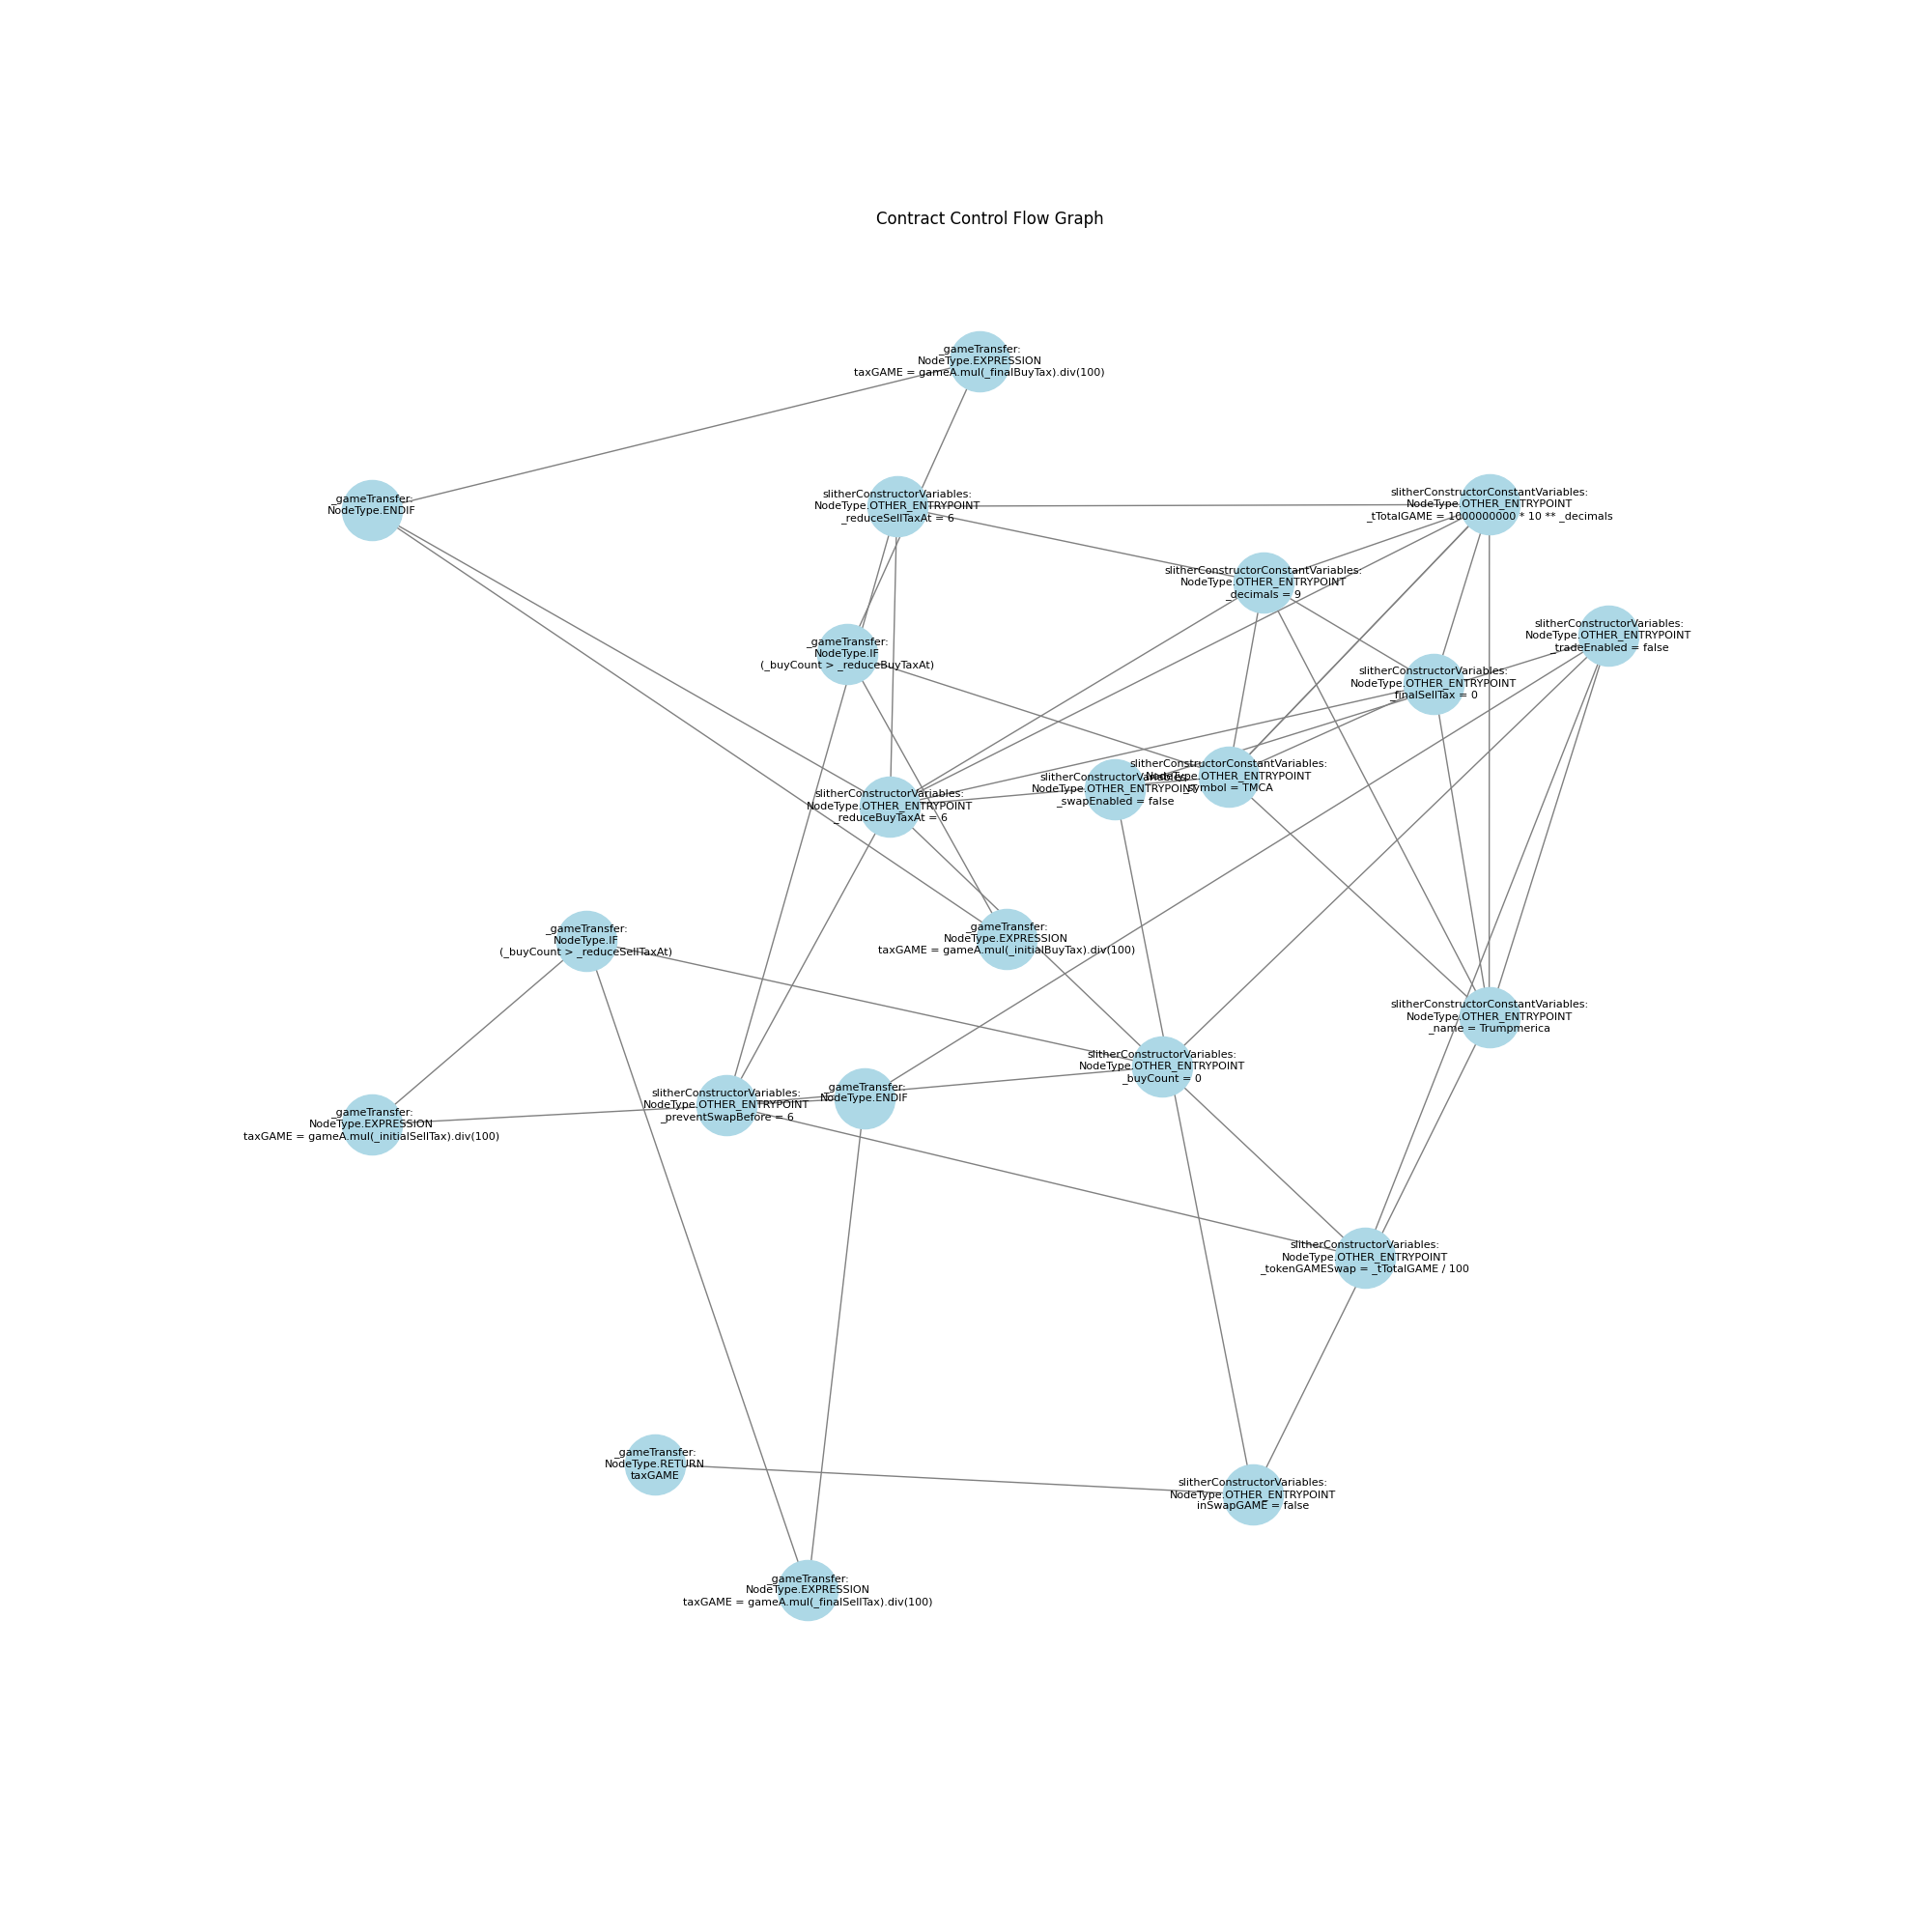 Contract Control Flow Graph
_gameTransfer:
NodeType.EXPRESSION
taxGAME = gameA.mul(_finalBuyTax).div(100)
_gameTransfer:
NodeType.ENDIF
slitherConstructorVariables:
NodeType.OTHER_ENTRYPOINT
_reduceSellTaxAt = 6
slitherConstructorConstantVariables:
NodeType.OTHER_ENTRYPOINT
_tTotalGAME = 1000000000 * 10 ** _decimals
slitherConstructorConstantVariables:
NodeType.OTHER_ENTRYPOINT
_decimals = 9
slitherConstructorVariables:
NodeType.OTHER_ENTRYPOINT
_tradeEnabled = false
_gameTransfer:
NodeType.IF
(_buyCount > _reduceBuyTaxAt)
slitherConstructorVariables:
NodeType.OTHER_ENTRYPOINT
_finalSellTax = 0
slitherConstructorConstantVariables:
NodeType.OTHER_ENTRYPOINT
_symbol = TMCA
slitherConstructorVariables:
NodeType.OTHER_ENTRYPOINT
_swapEnabled = false
slitherConstructorVariables:
NodeType.OTHER_ENTRYPOINT
_reduceBuyTaxAt = 6
_gameTransfer:
NodeType.IF
(_buyCount > _reduceSellTaxAt)
_gameTransfer:
NodeType.EXPRESSION
taxGAME = gameA.mul(_initialBuyTax).div(100)
slitherConstructorConstantVariables:
NodeType.OTHER_ENTRYPOINT
_name = Trumpmerica
slitherConstructorVariables:
NodeType.OTHER_ENTRYPOINT
_buyCount = 0
slitherConstructorVariables:
NodeType.OTHER_ENTRYPOINT
_preventSwapBefore = 6
_gameTransfer:
NodeType.ENDIF
_gameTransfer:
NodeType.EXPRESSION
taxGAME = gameA.mul(_initialSellTax).div(100)
slitherConstructorVariables:
NodeType.OTHER_ENTRYPOINT
_tokenGAMESwap = _tTotalGAME / 100
_gameTransfer:
NodeType.RETURN
taxGAME
slitherConstructorVariables:
NodeType.OTHER_ENTRYPOINT
inSwapGAME = false
_gameTransfer:
NodeType.EXPRESSION
taxGAME = gameA.mul(_finalSellTax).div(100)